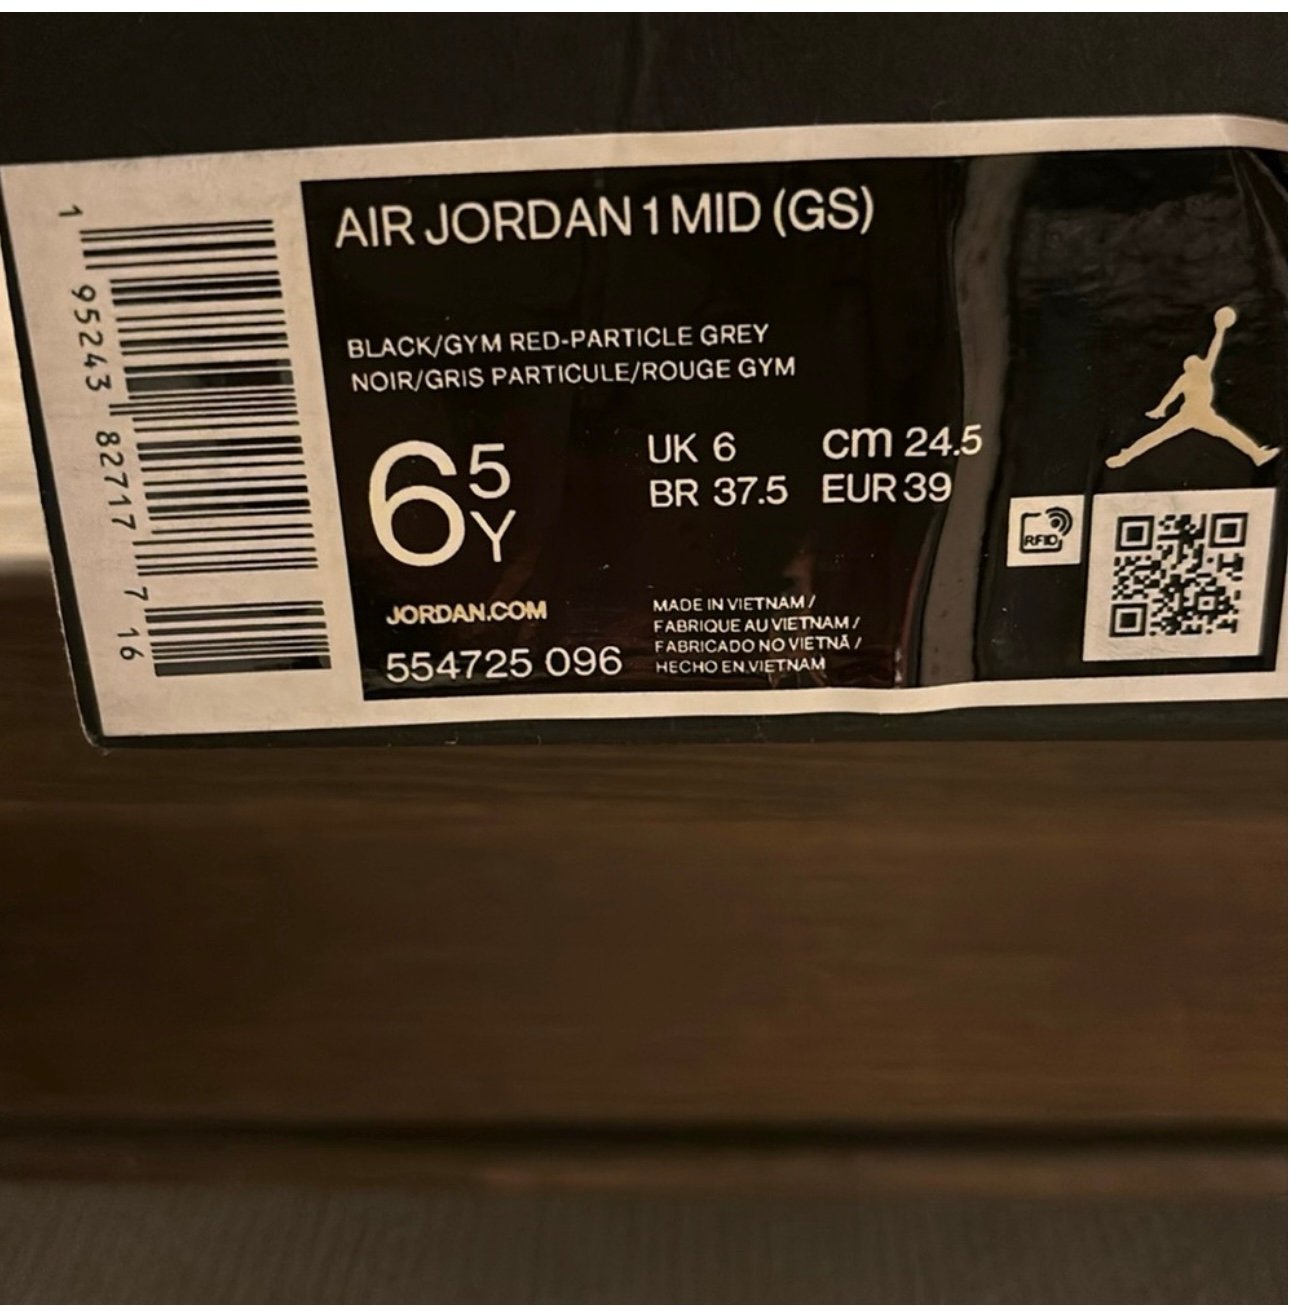 AIR JORDAN 1 MID (GS)
BLACK/GYM RED-PARTICLE GREY
NOIR/GRIS PARTICULE/ROUGE GYM
6 5 Y
UK 6 cm 24.5
BR 37.5 EUR 39
RFID
JORDAN.COM
554725 096
MADE IN VIETNAM /
FABRIQUE AU VIETNAM /
FABRICADO NO VIETNÃ /
HECHO EN VIETNAM
1 95243 82717 7 16